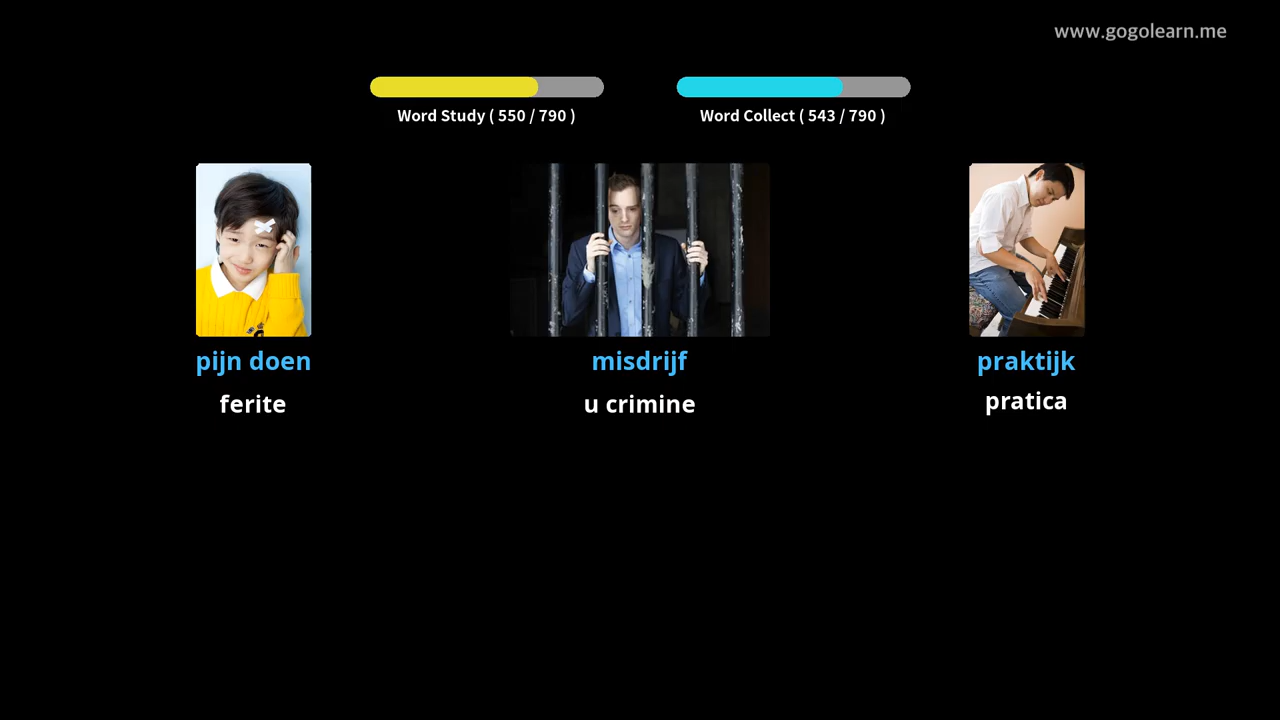 www.gogolearn.me
Word Study ( 550 / 790 )
Word Collect ( 543 / 790 )
pijn doen
misdrijf
praktijk
ferite
u crimine
pratica